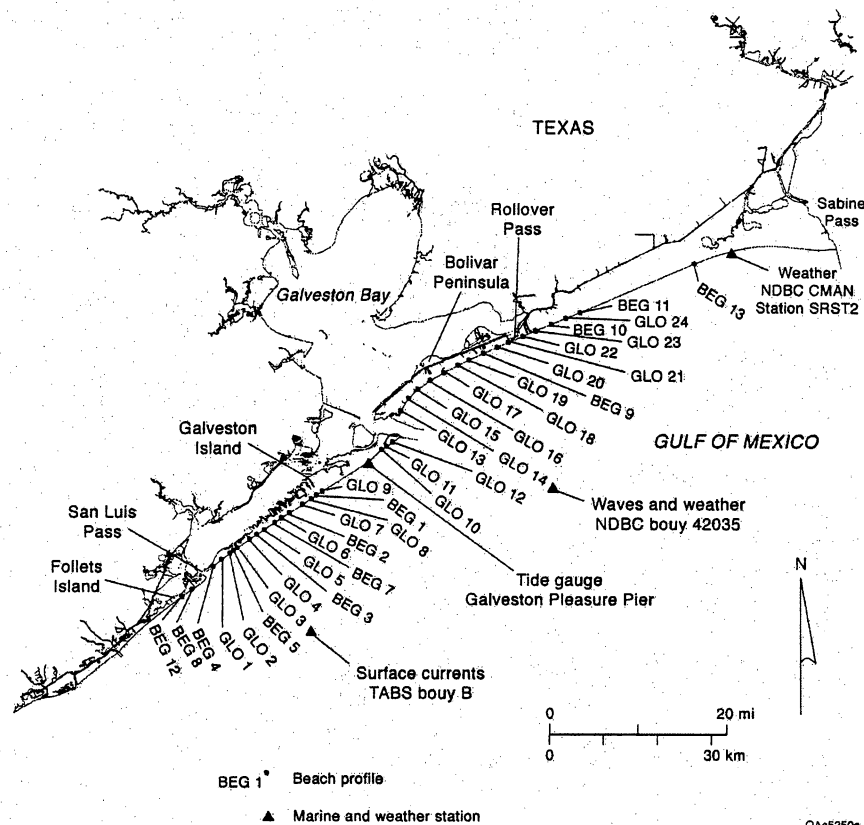 TEXAS
Sabine
Pass
Rollover
Pass
Bolivar
Peninsula
Galveston Bay
Weather
NDBC CMAN
Station SRST2
BEG 13
BEG 11
GLO 24
BEG 10
GLO 23
GLO 22
GLO 21
GLO 20
BEG 9
GLO 19
GLO 18
GLO 17
GLO 16
GLO 15
GLO 14
GLO 13
GULF OF MEXICO
Galveston
Island
GLO 12
GLO 11
GLO 10
Waves and weather
NDBC bouy 42035
San Luis
Pass
Follets
Island
GLO 9
BEG 1
GLO 8
GLO 7
BEG 2
GLO 6
BEG 7
GLO 5
BEG 3
GLO 4
GLO 3
BEG 5
GLO 2
GLO 1
BEG 4
BEG 8
BEG 12
Tide gauge
Galveston Pleasure Pier
Surface currents
TABS bouy B
N
0 20 mi
0 30 km
BEG 1 Beach profile
Marine and weather station